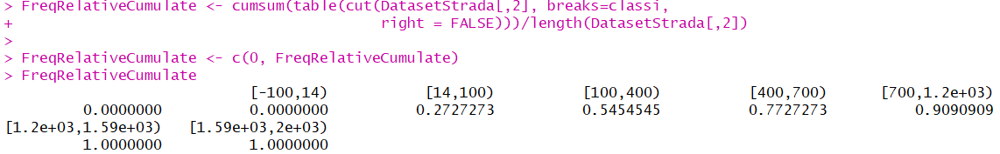 > FreqRelativeCumulate <- cumsum(table(cut(DatasetStrada[,2], breaks=classi,
+                                          right = FALSE)))/length(DatasetStrada[,2])
>
> FreqRelativeCumulate <- c(0, FreqRelativeCumulate)
> FreqRelativeCumulate
                       [-100,14)          [14,100)         [100,400)         [400,700)     [700,1.2e+03)
        0.0000000         0.0000000         0.2727273         0.5454545         0.7727273         0.9090909
[1.2e+03,1.59e+03)   [1.59e+03,2e+03)
        1.0000000         1.0000000